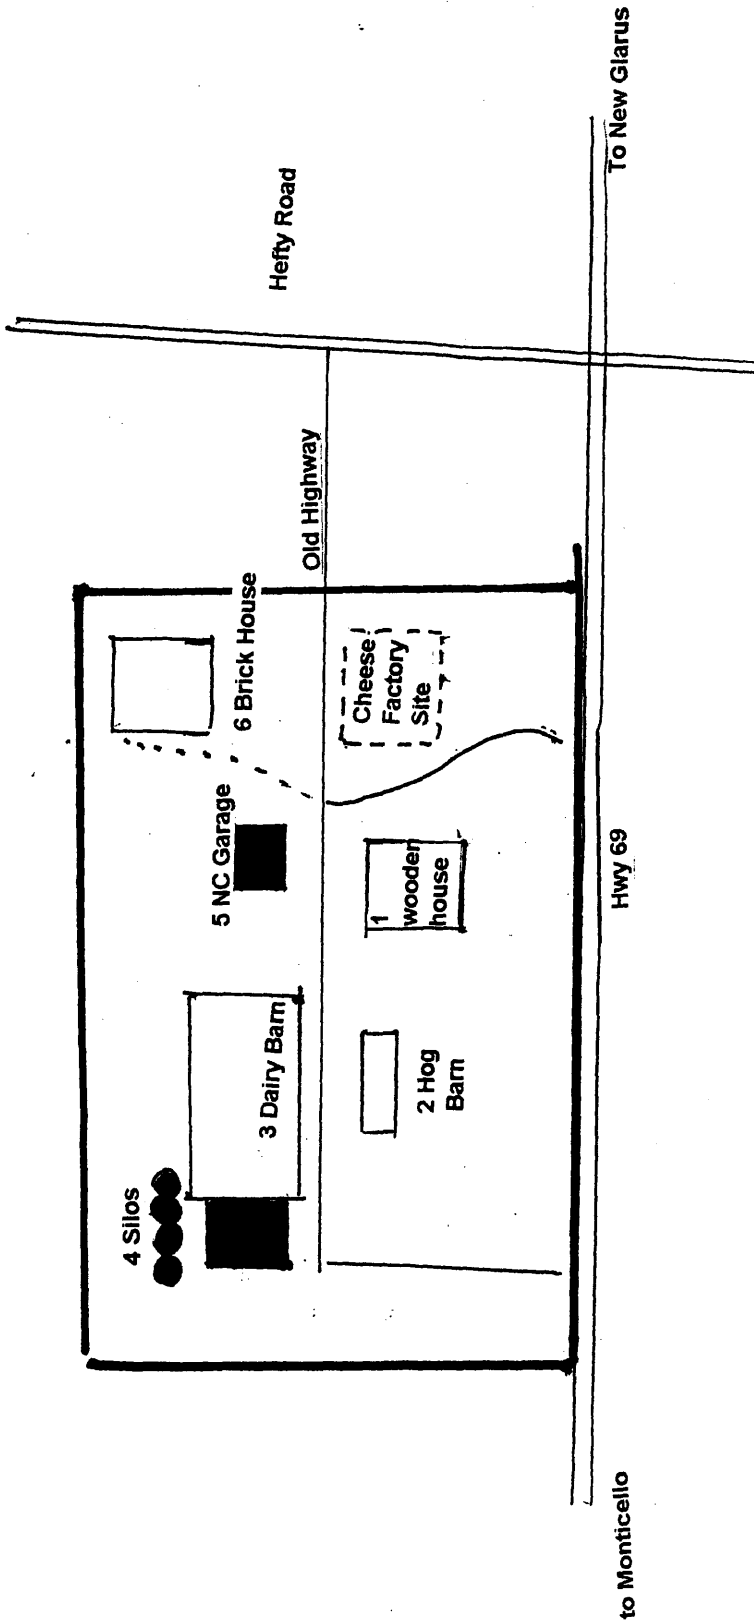 To New Glarus
Hefty Road
Old Highway
6 Brick House
Cheese
Factory
Site
5 NC Garage
1
wooden
house
Hwy 69
3 Dairy Barn
2 Hog
Barn
4 Silos
to Monticello